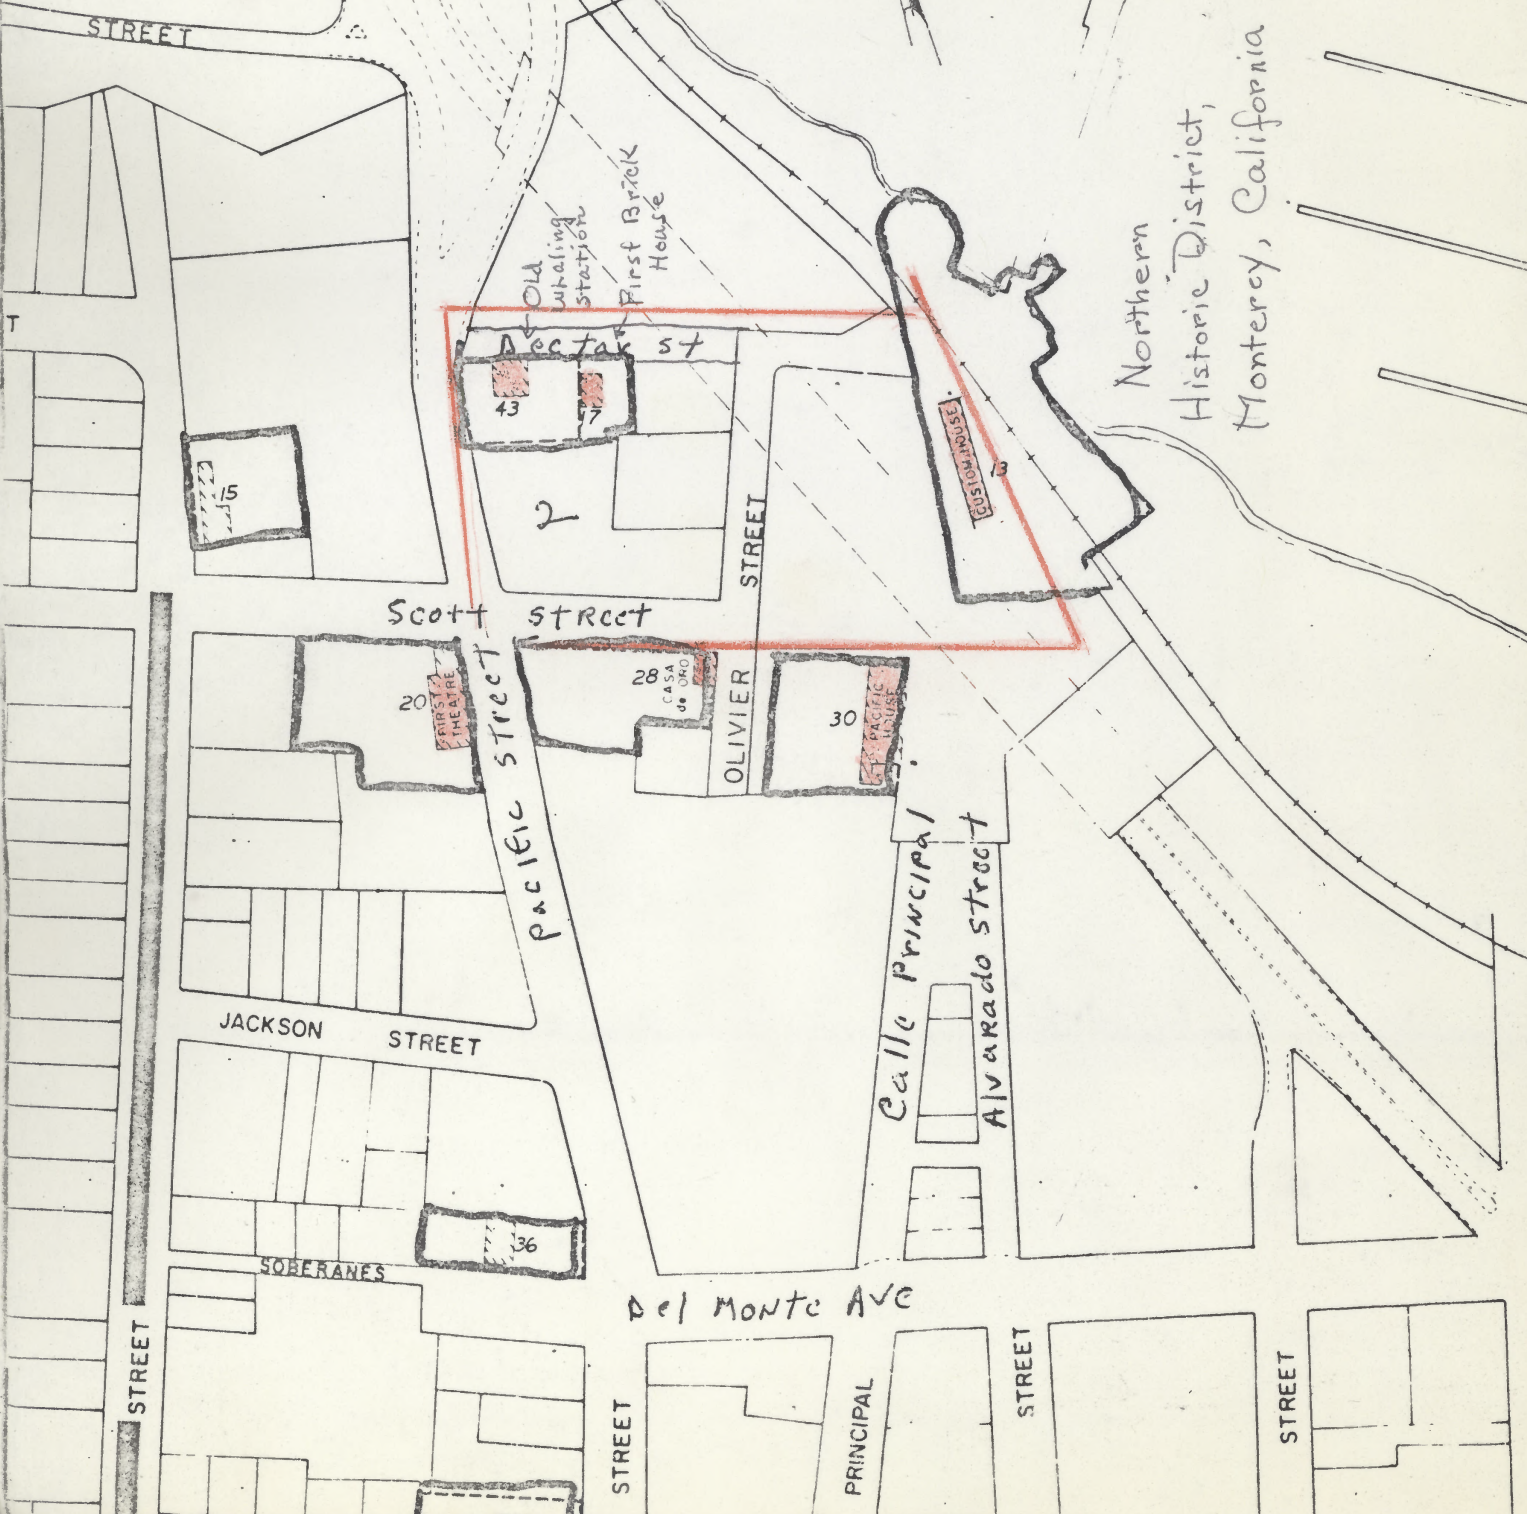 STREET
Northern
Historic District,
Monterey, California
Old
whaling
station
First Brick
House
T
Dectar st
43
7
CUSTOM HOUSE
13
15
2
STREET
Scott Street
20
FIRST
THEATRE
Pacific Street
28
CASA
de ORO
OLIVIER
30
PACIFIC
HOUSE
Calle Principal
Alvarado Street
JACKSON STREET
36
SOBERANES
Del Monte Ave
STREET
STREET
PRINCIPAL
STREET
STREET